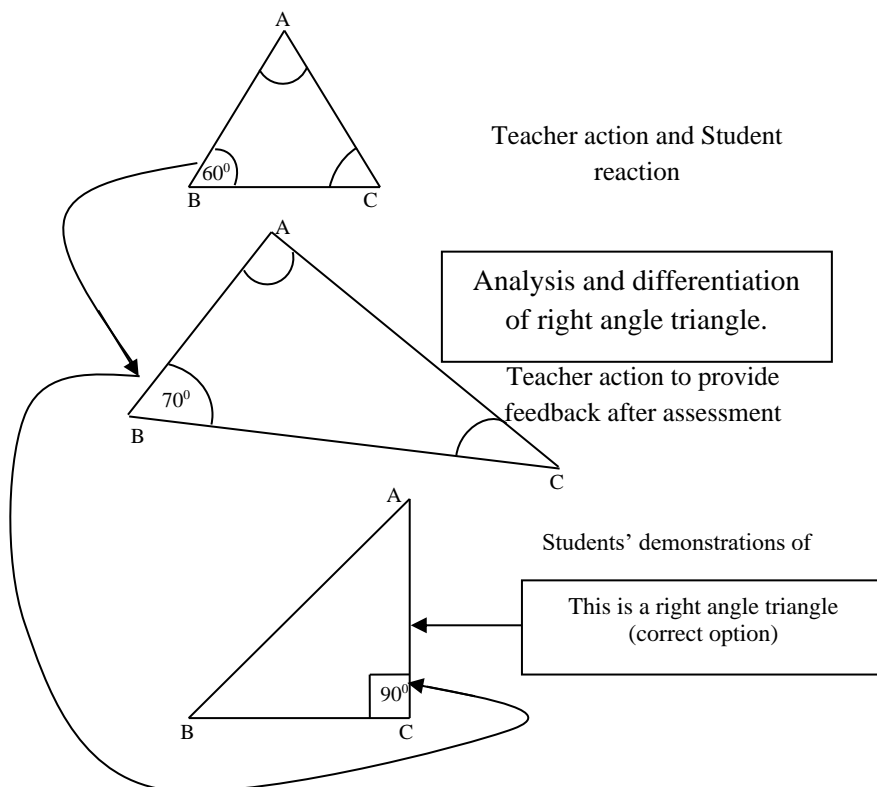 A
60⁰
B
C
Teacher action and Student
reaction
A
70⁰
B
C
Analysis and differentiation
of right angle triangle.
Teacher action to provide
feedback after assessment
A
90⁰
B
C
Students’ demonstrations of
This is a right angle triangle
(correct option)